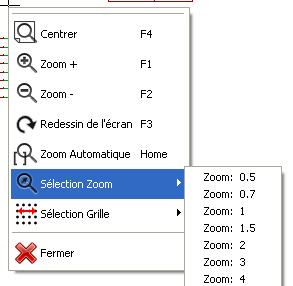 Centrer F4
Zoom + F1
Zoom - F2
Redessin de l'écran F3
Zoom Automatique Home
Sélection Zoom
Sélection Grille
Fermer
Zoom: 0.5
Zoom: 0.7
Zoom: 1
Zoom: 1.5
Zoom: 2
Zoom: 3
Zoom: 4